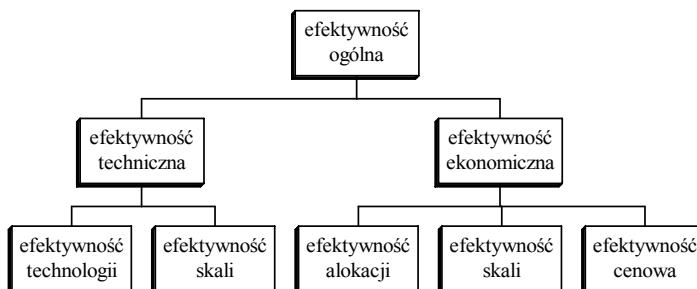 efektywność
ogólna
efektywność
techniczna
efektywność
ekonomiczna
efektywność
technologii
efektywność
skali
efektywność
alokacji
efektywność
skali
efektywność
cenowa